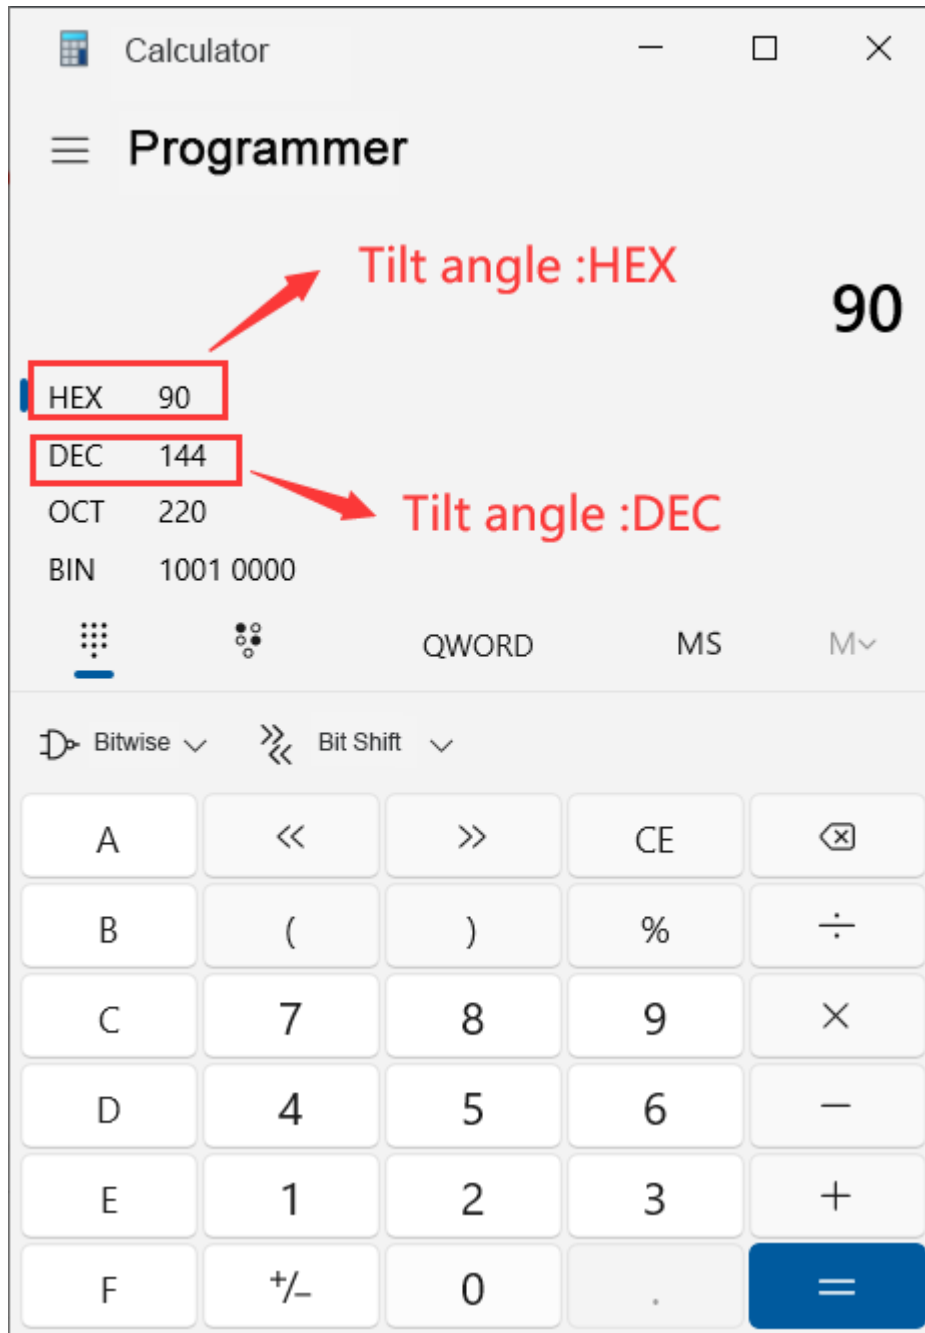 Calculator
Programmer
Tilt angle :HEX
90
HEX 90
DEC 144
Tilt angle :DEC
OCT 220
BIN 1001 0000
QWORD MS M
Bitwise Bit Shift
A « » CE
B ( ) % ÷
C 7 8 9 ×
D 4 5 6 −
E 1 2 3 +
F +/− 0 . =